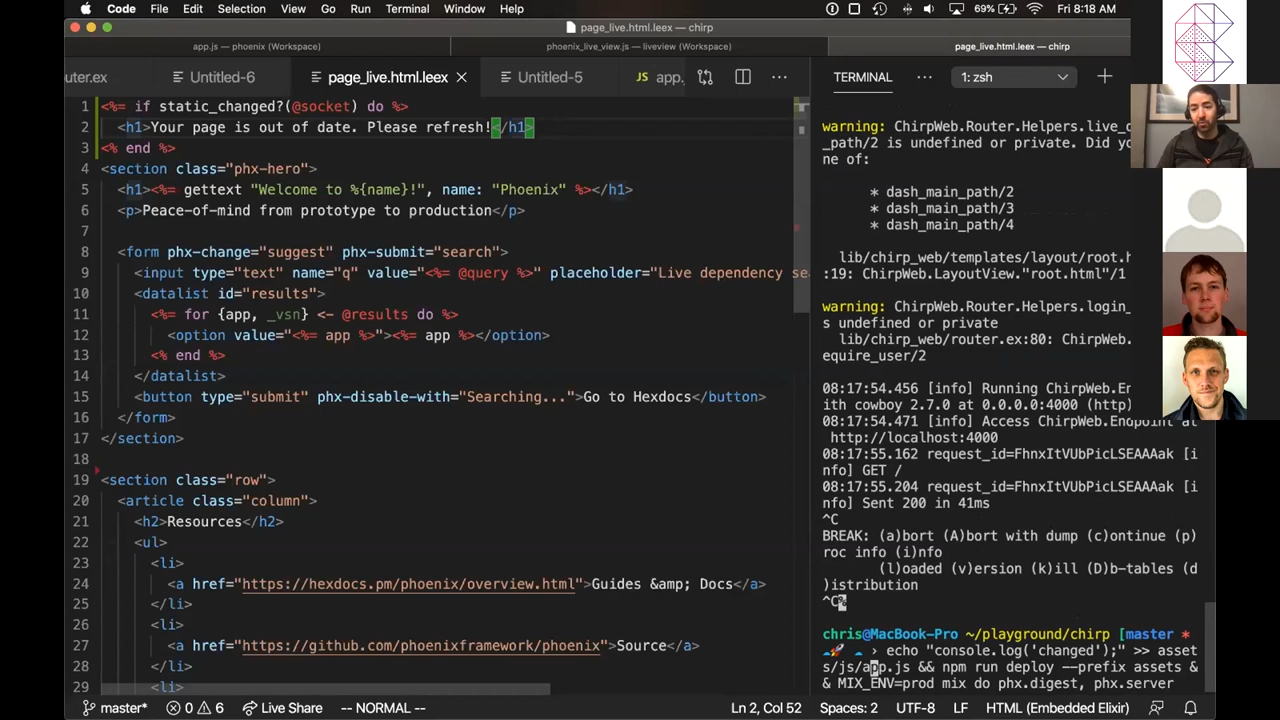 Code File Edit Selection View Go Run Terminal Window Help 69% Fri 8:18 AM
page_live.html.leex — chirp
app.js — phoenix (Workspace) phoenix_live_view.js — liveview (Workspace) page_live.html.leex — chirp
uter.ex Untitled-6 page_live.html.leex Untitled-5 JS app. TERMINAL 1: zsh
1 <%= if static_changed?(@socket) do %>
2 <h1>Your page is out of date. Please refresh!</h1>
3 <% end %>
4 <section class="phx-hero">
5 <h1><%= gettext "Welcome to %{name}!", name: "Phoenix" %></h1>
6 <p>Peace-of-mind from prototype to production</p>
7
8 <form phx-change="suggest" phx-submit="search">
9 <input type="text" name="q" value="<%= @query %>" placeholder="Live dependency se
10 <datalist id="results">
11 <%= for {app, _vsn} <- @results do %>
12 <option value="<%= app %>"><%= app %></option>
13 <% end %>
14 </datalist>
15 <button type="submit" phx-disable-with="Searching...">Go to Hexdocs</button>
16 </form>
17 </section>
18
19 <section class="row">
20 <article class="column">
21 <h2>Resources</h2>
22 <ul>
23 <li>
24 <a href="https://hexdocs.pm/phoenix/overview.html">Guides &amp; Docs</a>
25 </li>
26 <li>
27 <a href="https://github.com/phoenixframework/phoenix">Source</a>
28 </li>
29 <li>
warning: ChirpWeb.Router.Helpers.live_d
_path/2 is undefined or private. Did yo
ne of:
* dash_main_path/2
* dash_main_path/3
* dash_main_path/4
lib/chirp_web/templates/layout/root.h
:19: ChirpWeb.LayoutView."root.html"/1
warning: ChirpWeb.Router.Helpers.login_
s undefined or private
lib/chirp_web/router.ex:80: ChirpWeb.
equire_user/2
08:17:54.456 [info] Running ChirpWeb.En
ith cowboy 2.7.0 at 0.0.0.0:4000 (http)
08:17:54.471 [info] Access ChirpWeb.Endpoint at
http://localhost:4000
08:17:55.162 request_id=FhnxItVUbPicLSEAAAak [i
nfo] GET /
08:17:55.204 request_id=FhnxItVUbPicLSEAAAak [i
nfo] Sent 200 in 41ms
^C
BREAK: (a)bort (A)bort with dump (c)ontinue (p)
roc info (i)nfo
(l)oaded (v)ersion (k)ill (D)b-tables (d
)istribution
^C%
chris@MacBook-Pro ~/playground/chirp [master *
› echo "console.log('changed');" >> asset
s/js/app.js && npm run deploy --prefix assets &
& MIX_ENV=prod mix do phx.digest, phx.server
master* 0 6 Live Share -- NORMAL -- Ln 2, Col 52 Spaces: 2 UTF-8 LF HTML (Embedded Elixir)